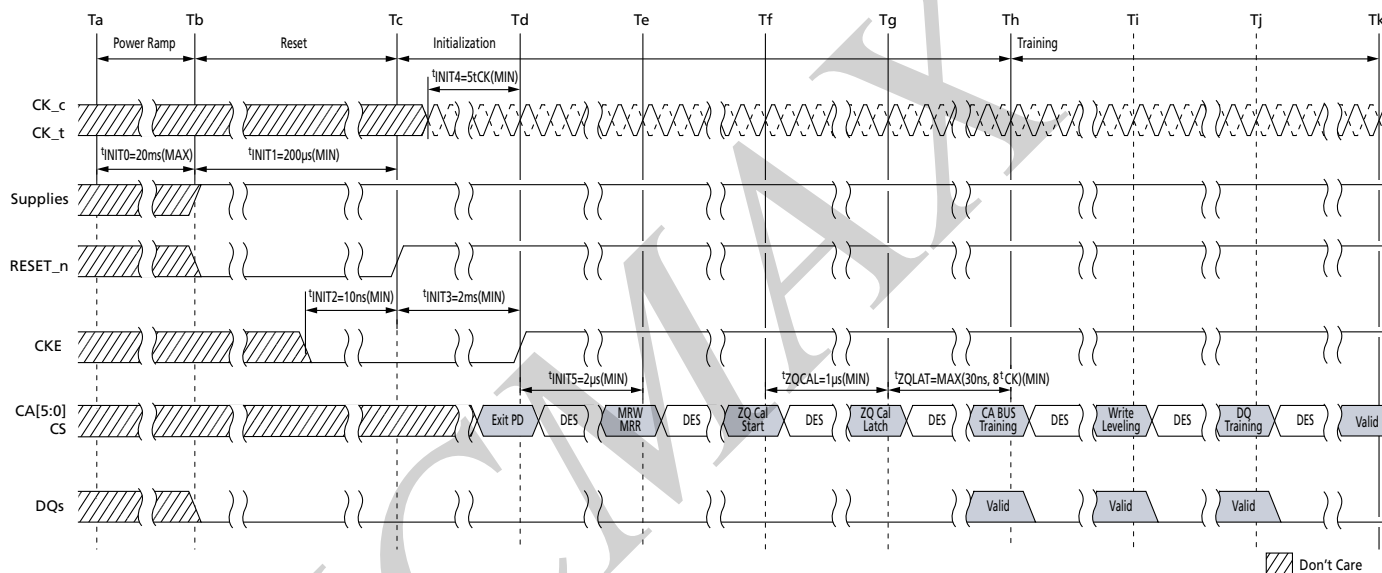 Ta Tb Tc Td Te Tf Tg Th Ti Tj Tk
Power Ramp Reset Initialization Training
tINIT4=5tCK(MIN)
CK_c
CK_t
tINIT0=20ms(MAX) tINIT1=200µs(MIN)
Supplies
RESET_n
tINIT2=10ns(MIN) tINIT3=2ms(MIN)
CKE
tINIT5=2µs(MIN) tZQCAL=1µs(MIN) tZQLAT=MAX(30ns, 8tCK)(MIN)
CA[5:0]
CS
Exit PD DES MRW MRR DES ZQ Cal Start DES ZQ Cal Latch DES CA BUS Training DES Write Leveling DES DQ Training DES Valid
DQs Valid Valid Valid
Don't Care
CMAX